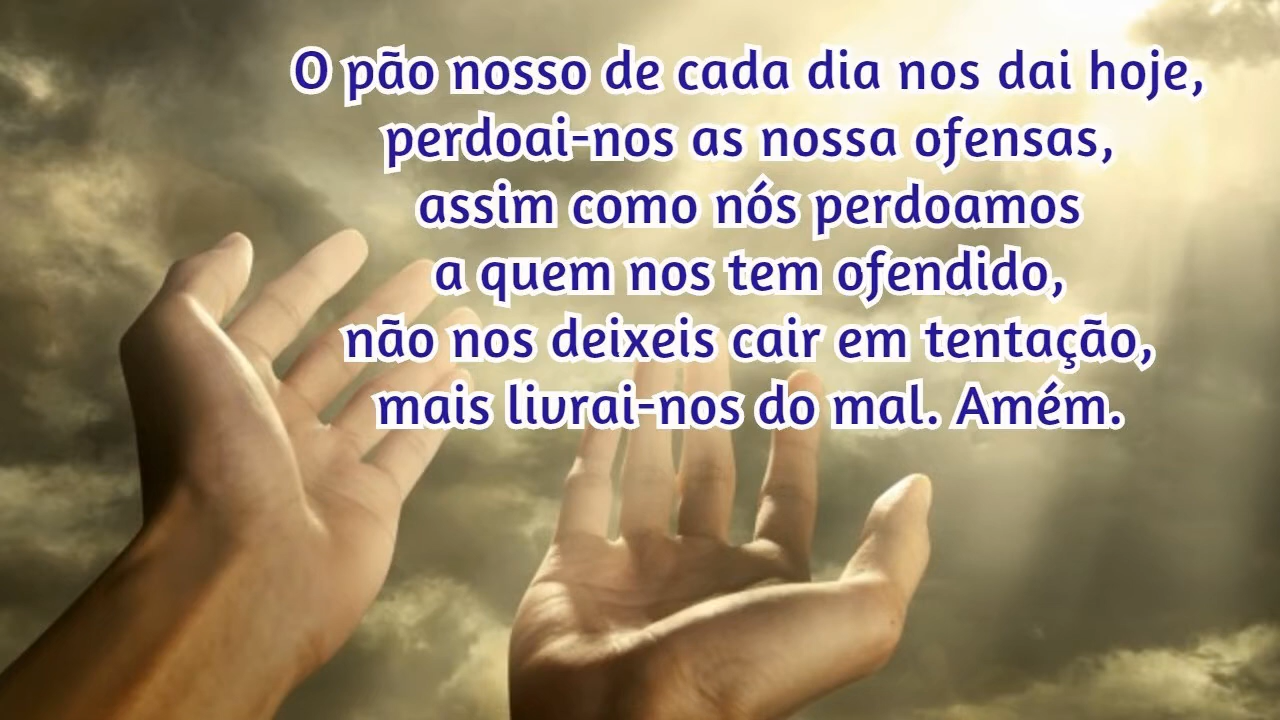 O pão nosso de cada dia nos dai hoje,
perdoai-nos as nossa ofensas,
assim como nós perdoamos
a quem nos tem ofendido,
não nos deixeis cair em tentação,
mais livrai-nos do mal. Amém.